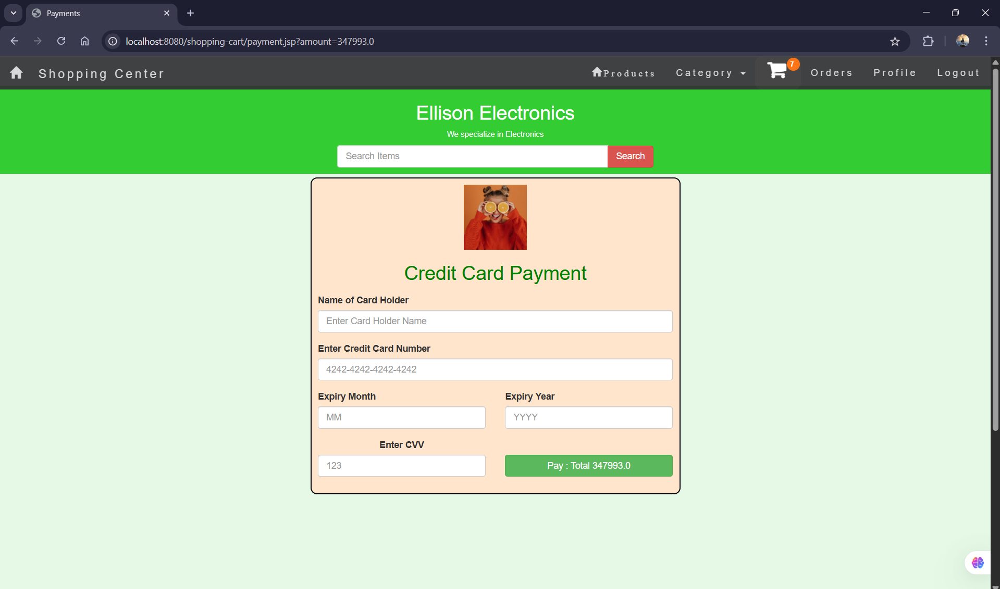 Payments
localhost:8080/shopping-cart/payment.jsp?amount=347993.0
Shopping Center
Products
Category
7
Orders
Profile
Logout
Ellison Electronics
We specialize in Electronics
Search Items
Search
Credit Card Payment
Name of Card Holder
Enter Card Holder Name
Enter Credit Card Number
4242-4242-4242-4242
Expiry Month
Expiry Year
MM
YYYY
Enter CVV
123
Pay : Total 347993.0